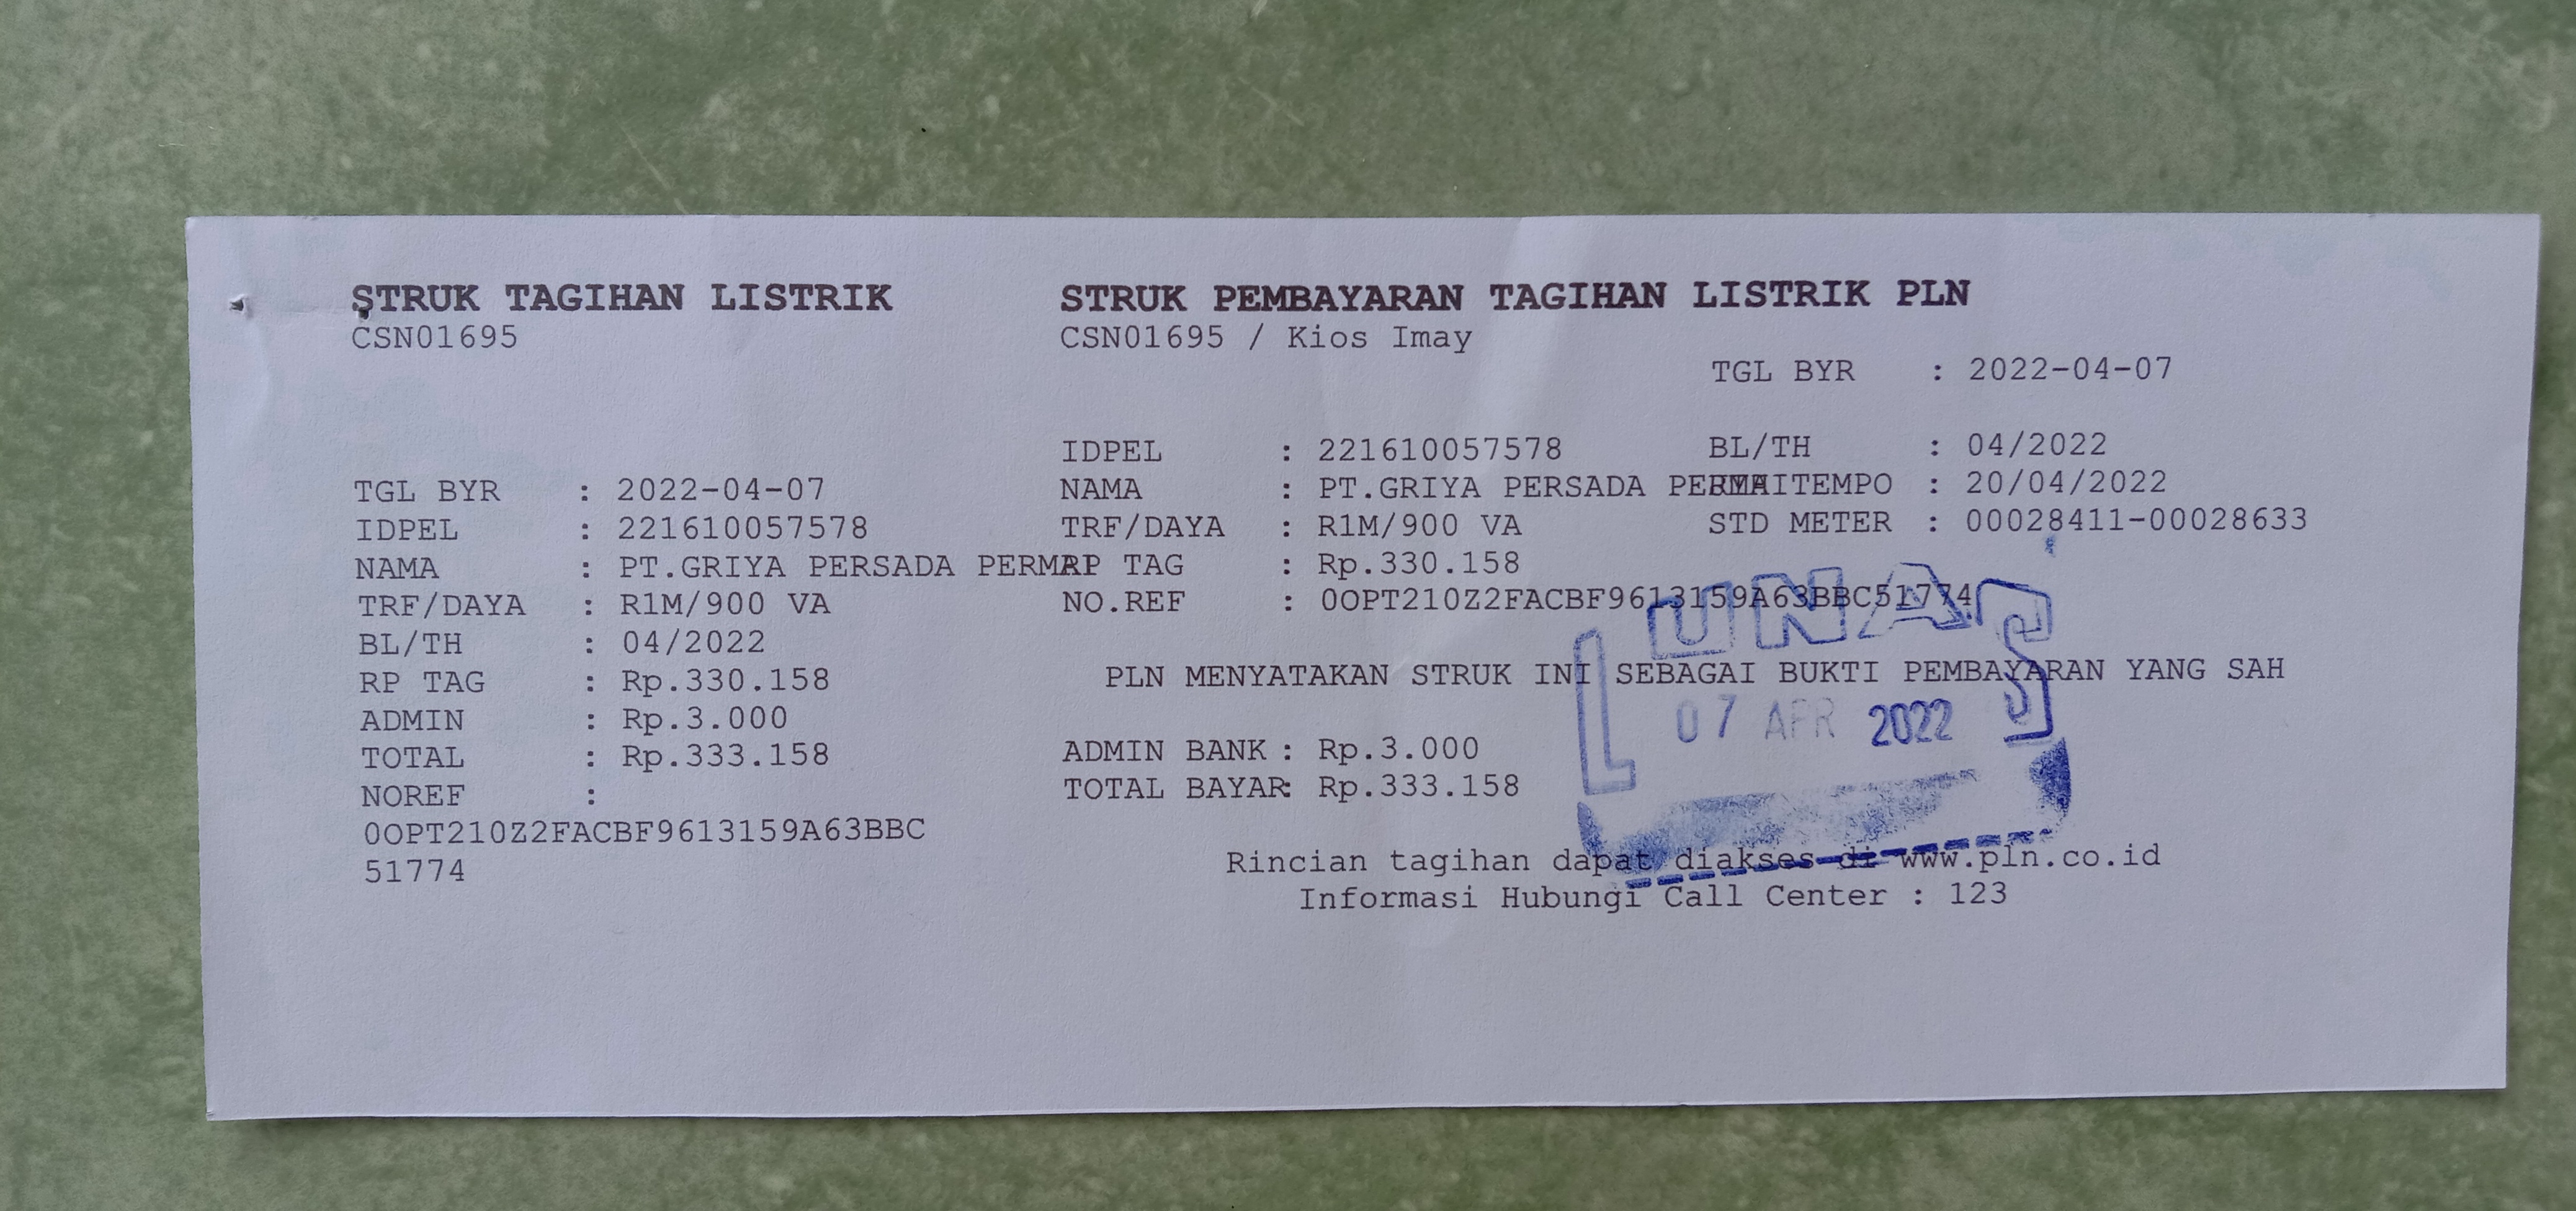 STRUK TAGIHAN LISTRIK
CSN01695
TGL BYR : 2022-04-07
IDPEL : 221610057578
NAMA : PT.GRIYA PERSADA PERMAI
TRF/DAYA : R1M/900 VA
BL/TH : 04/2022
RP TAG : Rp.330.158
ADMIN : Rp.3.000
TOTAL : Rp.333.158
NOREF :
0OPT210Z2FACBF9613159A63BBC
51774
STRUK PEMBAYARAN TAGIHAN LISTRIK PLN
CSN01695 / Kios Imay
TGL BYR : 2022-04-07
IDPEL : 221610057578
NAMA : PT.GRIYA PERSADA PERMAI
TRF/DAYA : R1M/900 VA
RP TAG : Rp.330.158
NO.REF : 0OPT210Z2FACBF9613159A63BBC51774
BL/TH : 04/2022
TEMPO : 20/04/2022
STD METER : 00028411-00028633
PLN MENYATAKAN STRUK INI SEBAGAI BUKTI PEMBAYARAN YANG SAH
ADMIN BANK : Rp.3.000
TOTAL BAYAR: Rp.333.158
LUNAS
07 APR 2022
Rincian tagihan dapat diakses di www.pln.co.id
Informasi Hubungi Call Center : 123